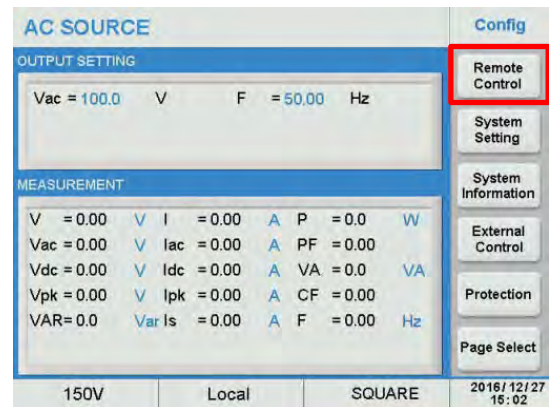 AC SOURCE
Config
OUTPUT SETTING
Vac = 100.0 V F = 50.00 Hz
Remote
Control
System
Setting
System
Information
External
Control
Protection
Page Select
MEASUREMENT
V = 0.00 V I = 0.00 A P = 0.0 W
Vac = 0.00 V Iac = 0.00 A PF = 0.00
Vdc = 0.00 V Idc = 0.00 A VA = 0.0 VA
Vpk = 0.00 V Ipk = 0.00 A CF = 0.00
VAR= 0.0 Var Is = 0.00 A F = 0.00 Hz
150V Local SQUARE
2016/12/27
15:02